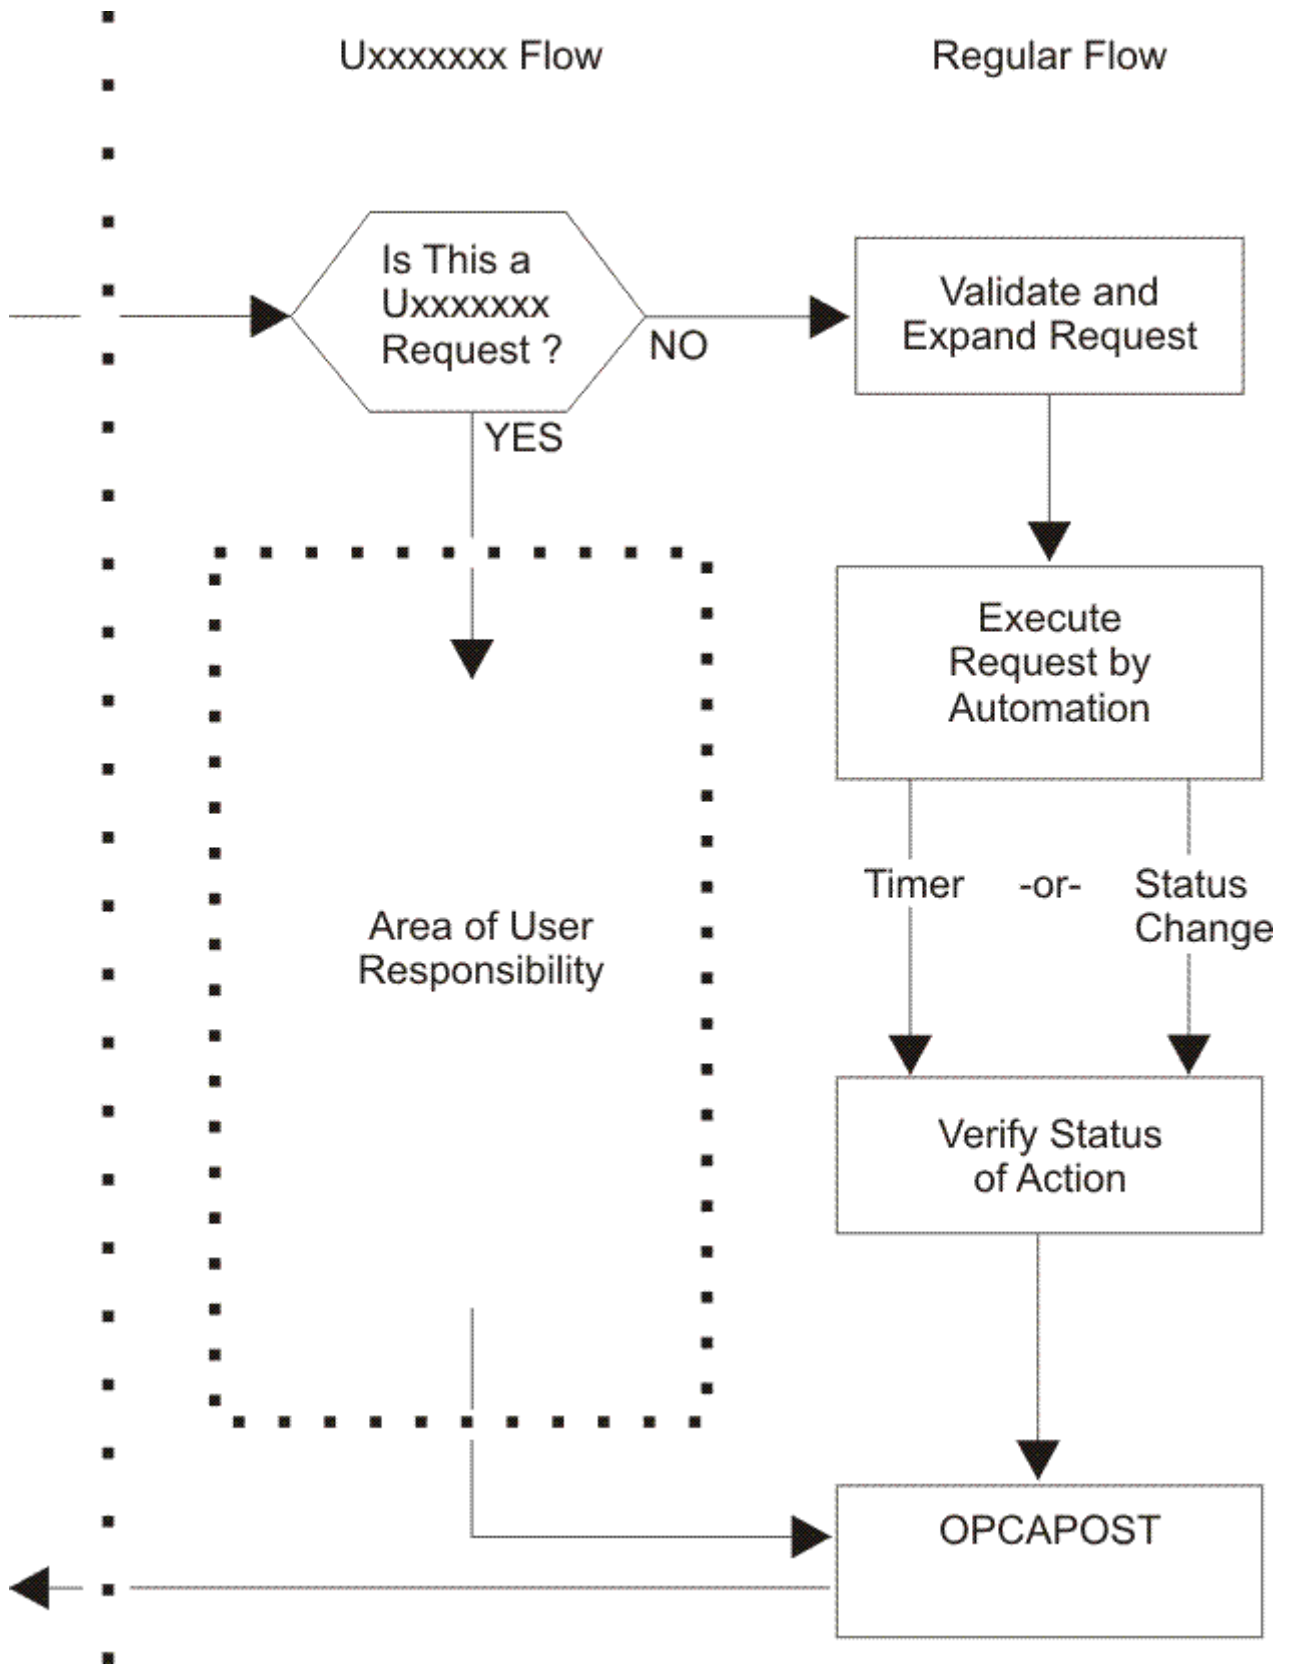 Uxxxxxxx Flow
Regular Flow
Is This a
Uxxxxxxx
Request ?
NO
YES
Validate and
Expand Request
Execute
Request by
Automation
Timer
-or-
Status
Change
Area of User
Responsibility
Verify Status
of Action
OPCAPOST